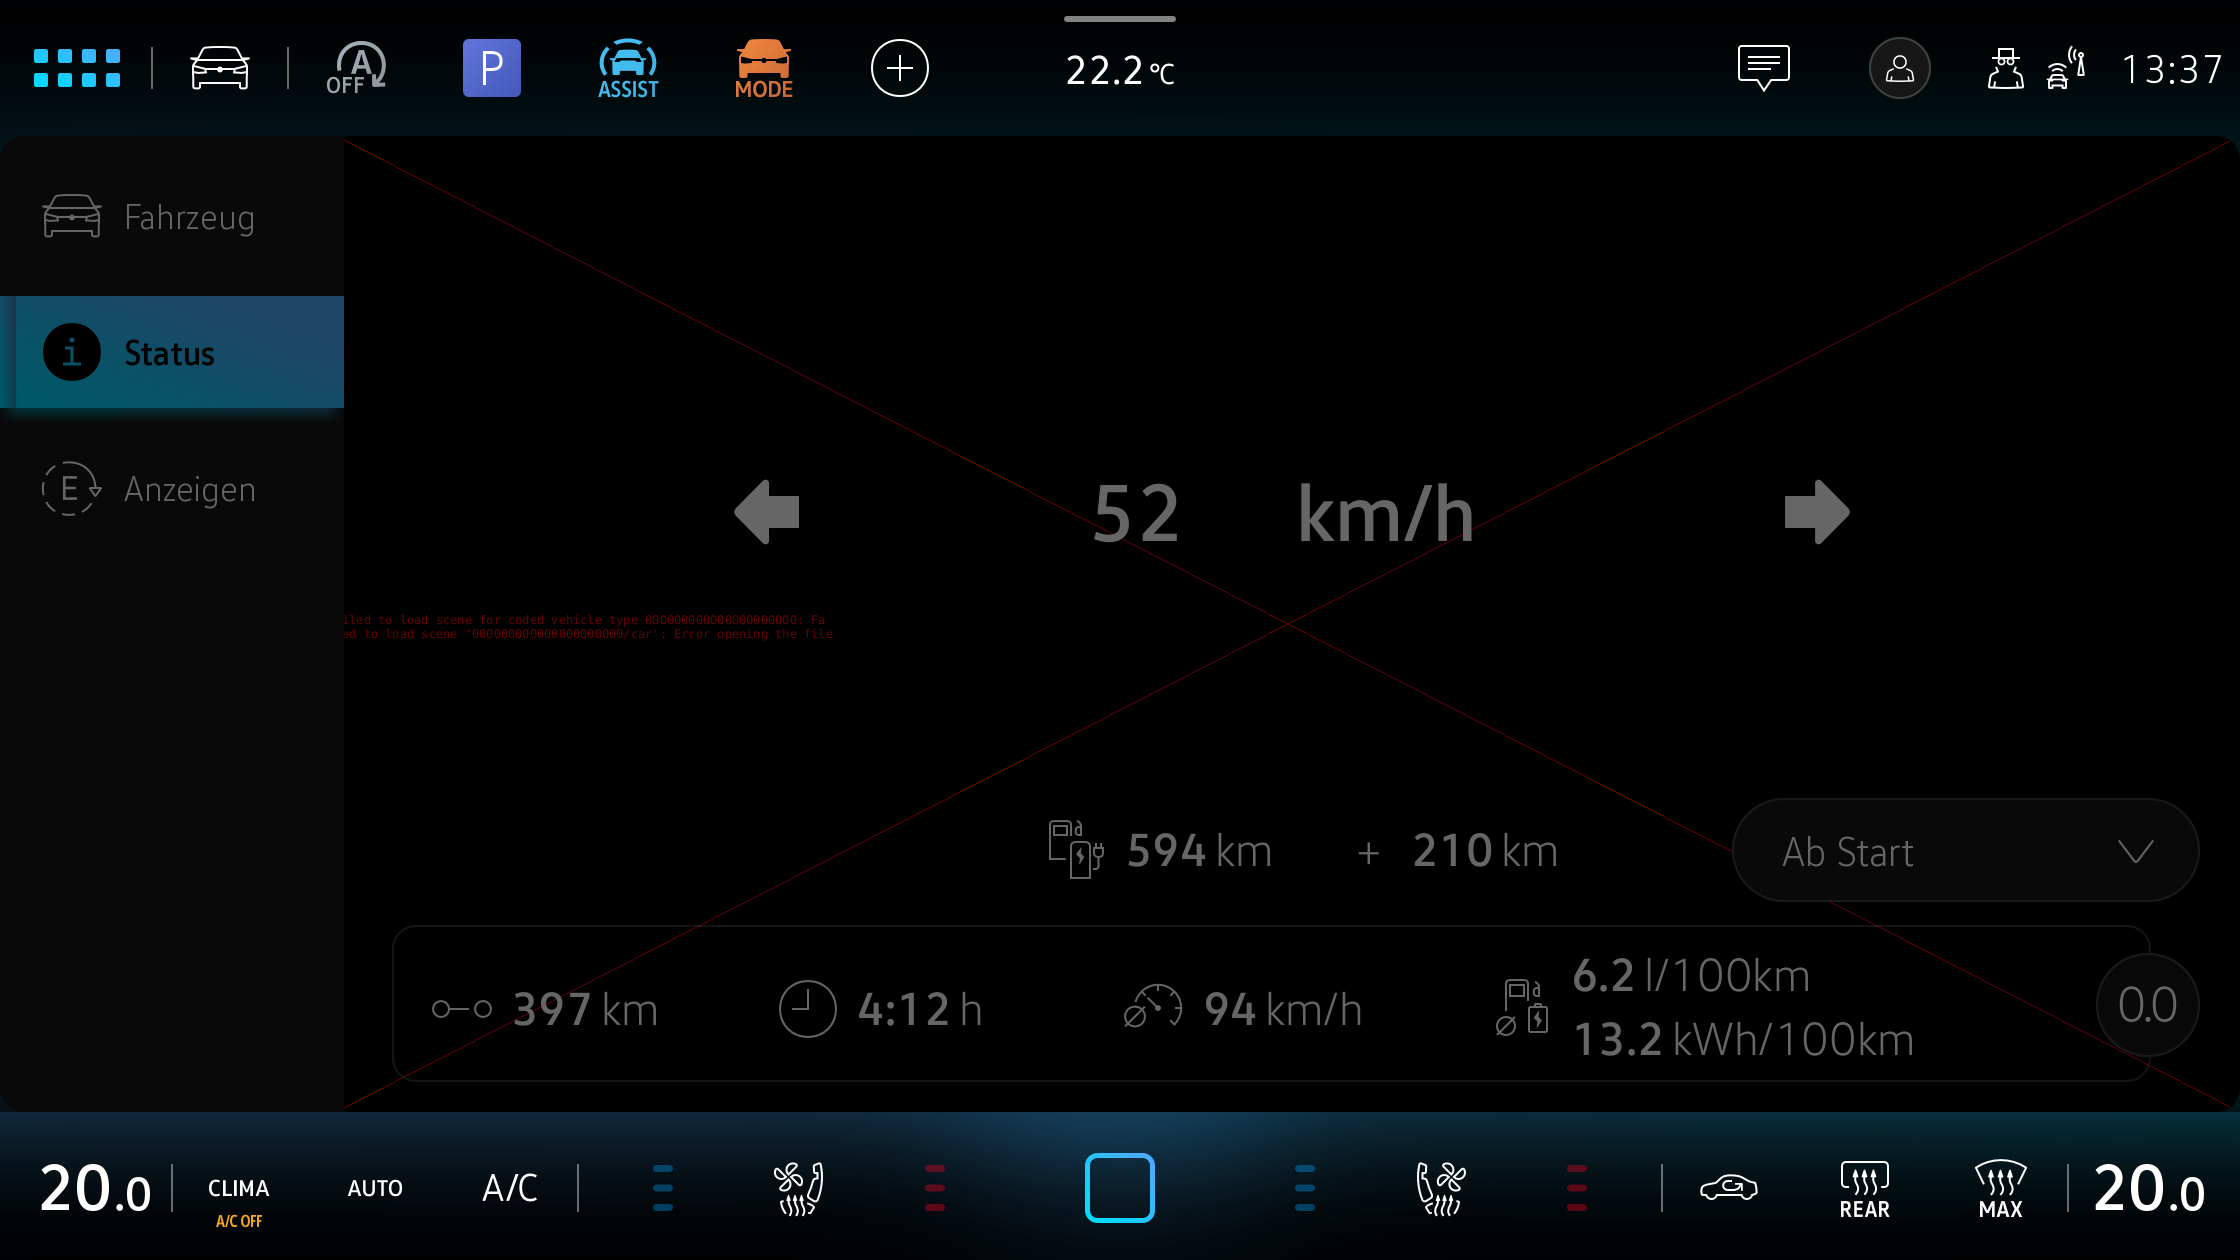 A
OFF
P
ASSIST
MODE
22.2 °C
13:37
Fahrzeug
i Status
E Anzeigen
52 km/h
iled to load scene for coded vehicle type 000000000000000000000: Fa
ed to load scene '000000000000000000000/car': Error opening the file
594 km + 210 km
Ab Start
397 km
4:12 h
94 km/h
6.2 l/100km
13.2 kWh/100km
0.0
20.0
CLIMA
A/C OFF
AUTO
A/C
REAR
MAX
20.0